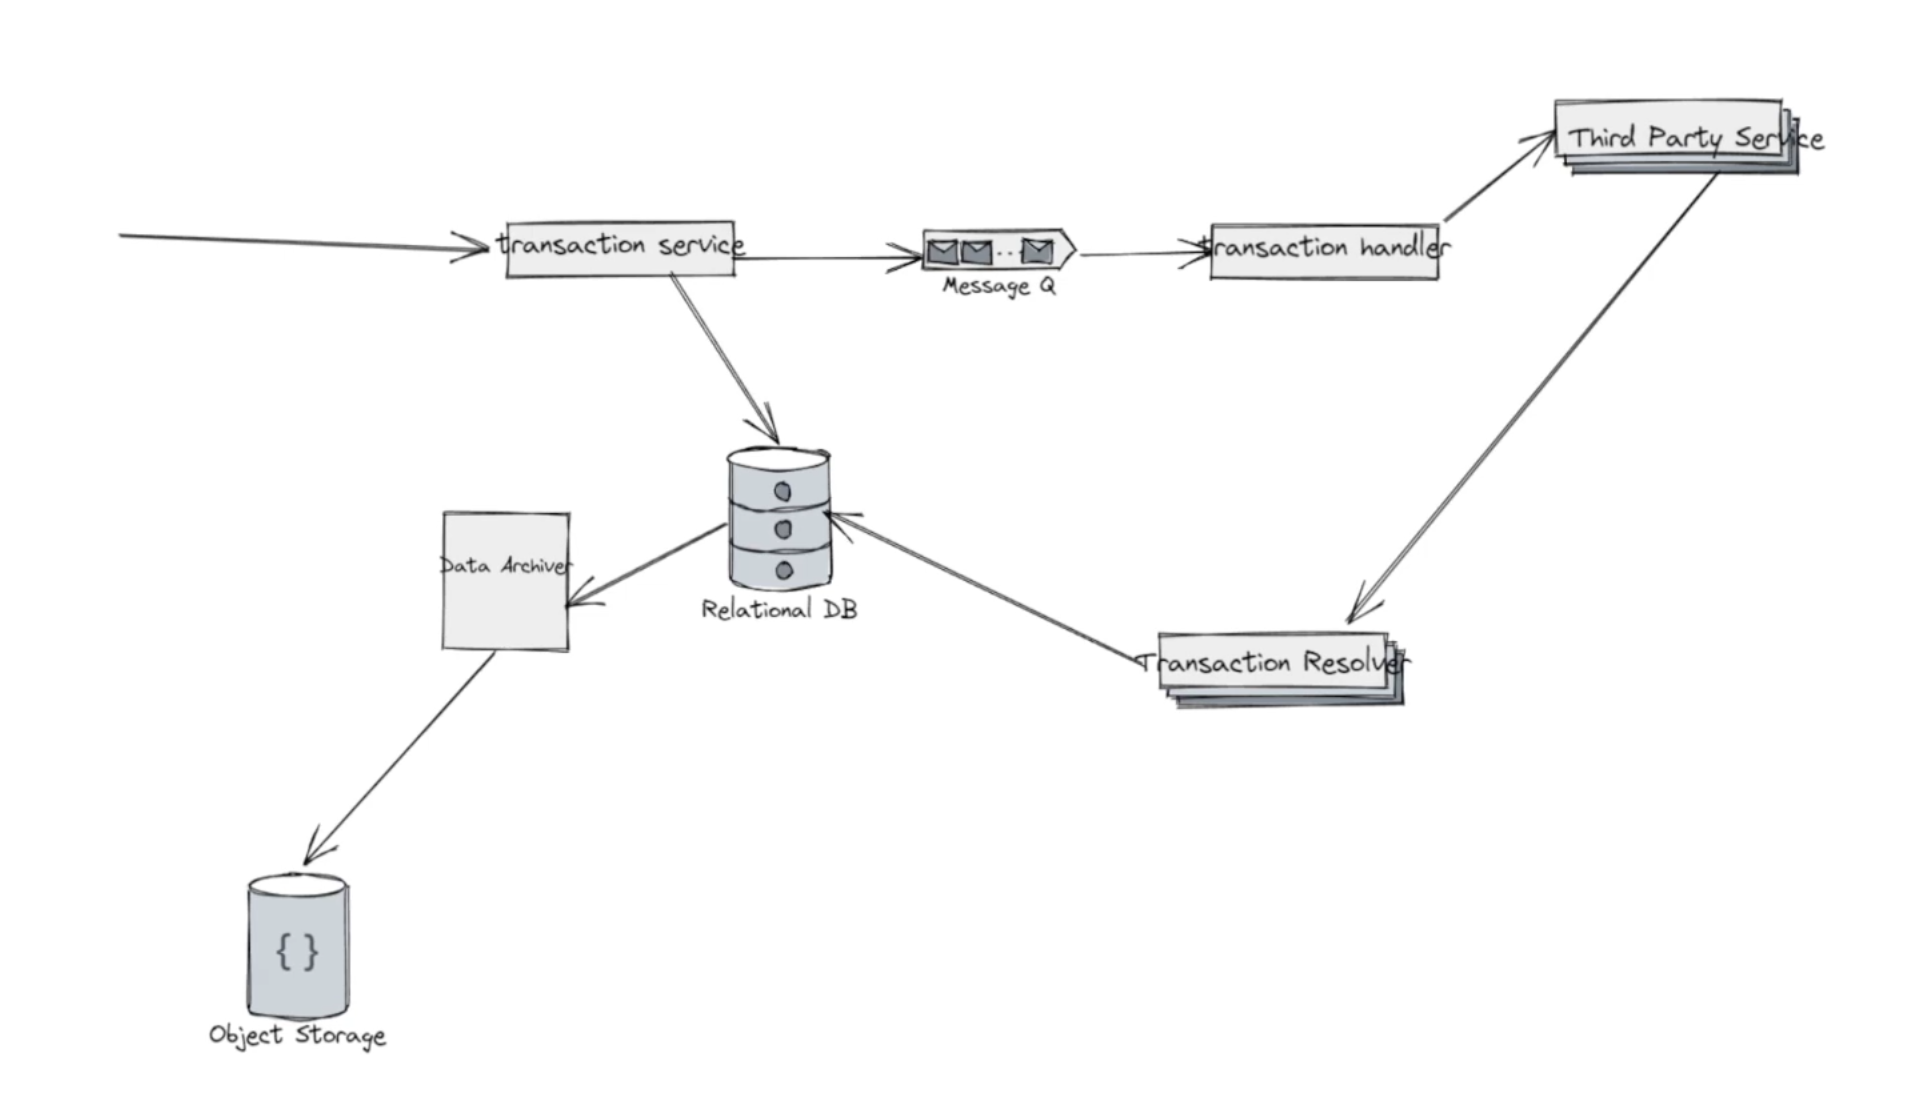 Third Party Service
transaction service
transaction handler
Message Q
Data Archiver
Relational DB
Transaction Resolver
{ }
Object Storage